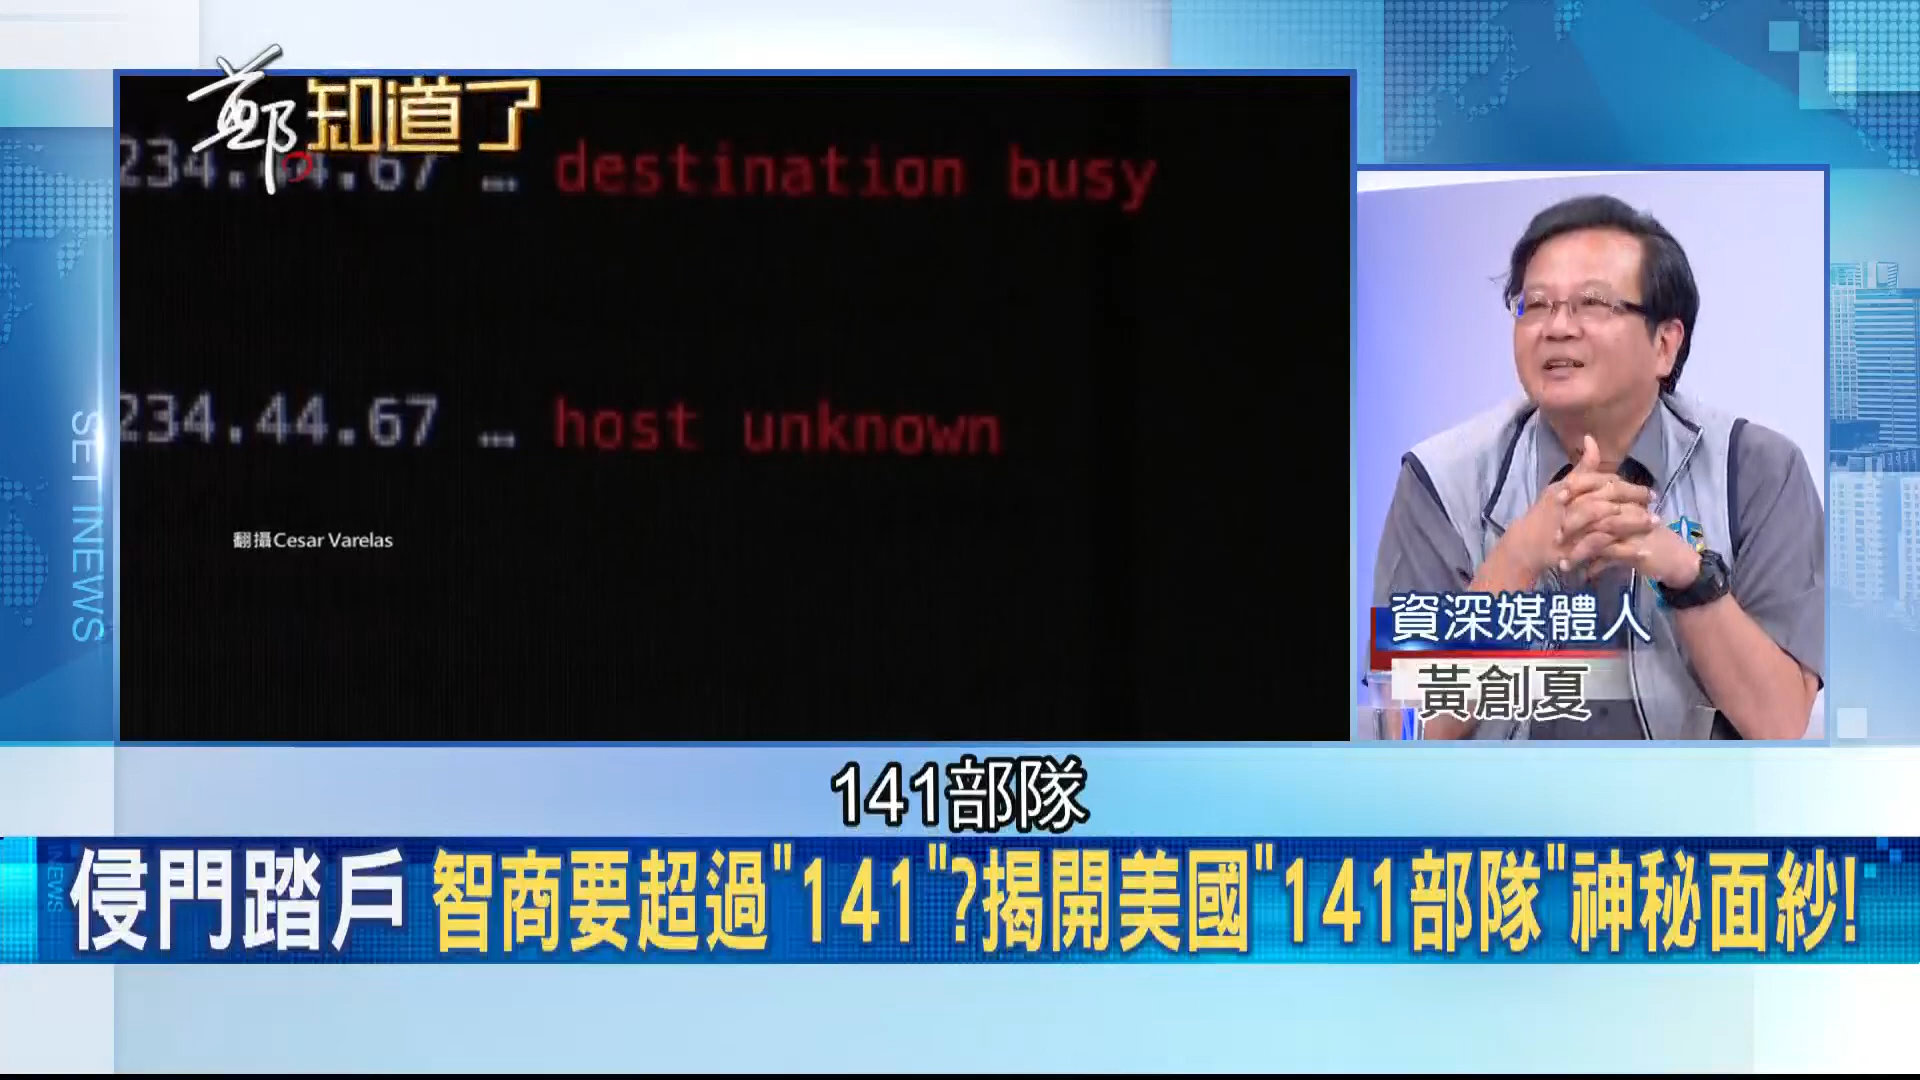 鄭知道了
234.44.67 … destination busy
234.44.67 … host unknown
翻攝Cesar Varelas
SET iNEWS
資深媒體人
黃創夏
141部隊
侵門踏戶 智商要超過"141"?揭開美國"141部隊"神秘面紗!